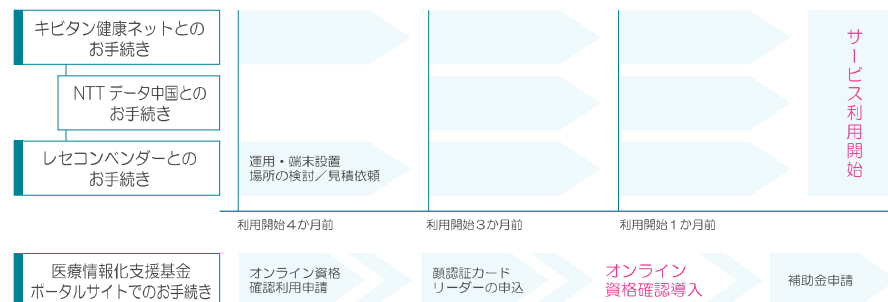 キビタン健康ネットとの
お手続き
NTT データ中国との
お手続き
レセコンベンダーとの
お手続き
運用・端末設置
場所の検討／見積依頼
サービス利用開始
利用開始4か月前
利用開始3か月前
利用開始1か月前
医療情報化支援基金
ポータルサイトでのお手続き
オンライン資格
確認利用申請
顔認証カード
リーダーの申込
オンライン
資格確認導入
補助金申請